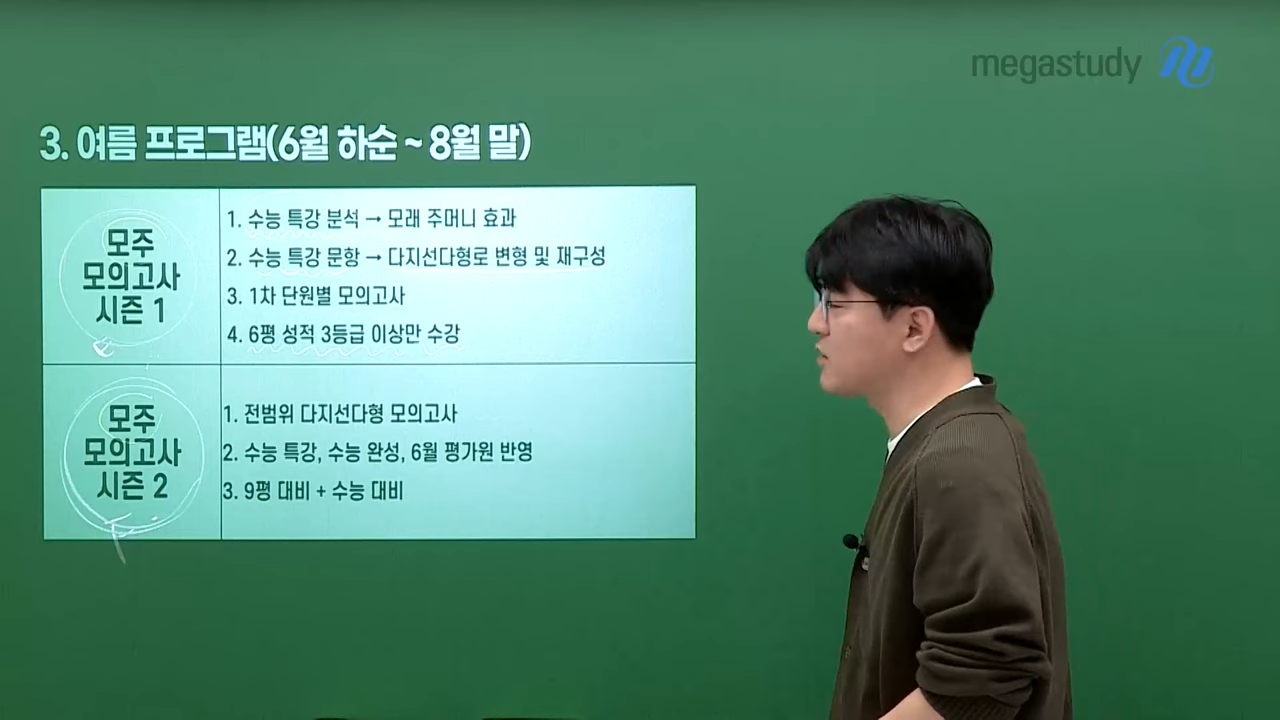 megastudy
3. 여름 프로그램(6월 하순 ~ 8월 말)
모주
모의고사
시즌 1
1. 수능 특강 분석 → 모래 주머니 효과
2. 수능 특강 문항 → 다지선다형로 변형 및 재구성
3. 1차 단원별 모의고사
4. 6평 성적 3등급 이상만 수강
모주
모의고사
시즌 2
1. 전범위 다지선다형 모의고사
2. 수능 특강, 수능 완성, 6월 평가원 반영
3. 9평 대비 + 수능 대비